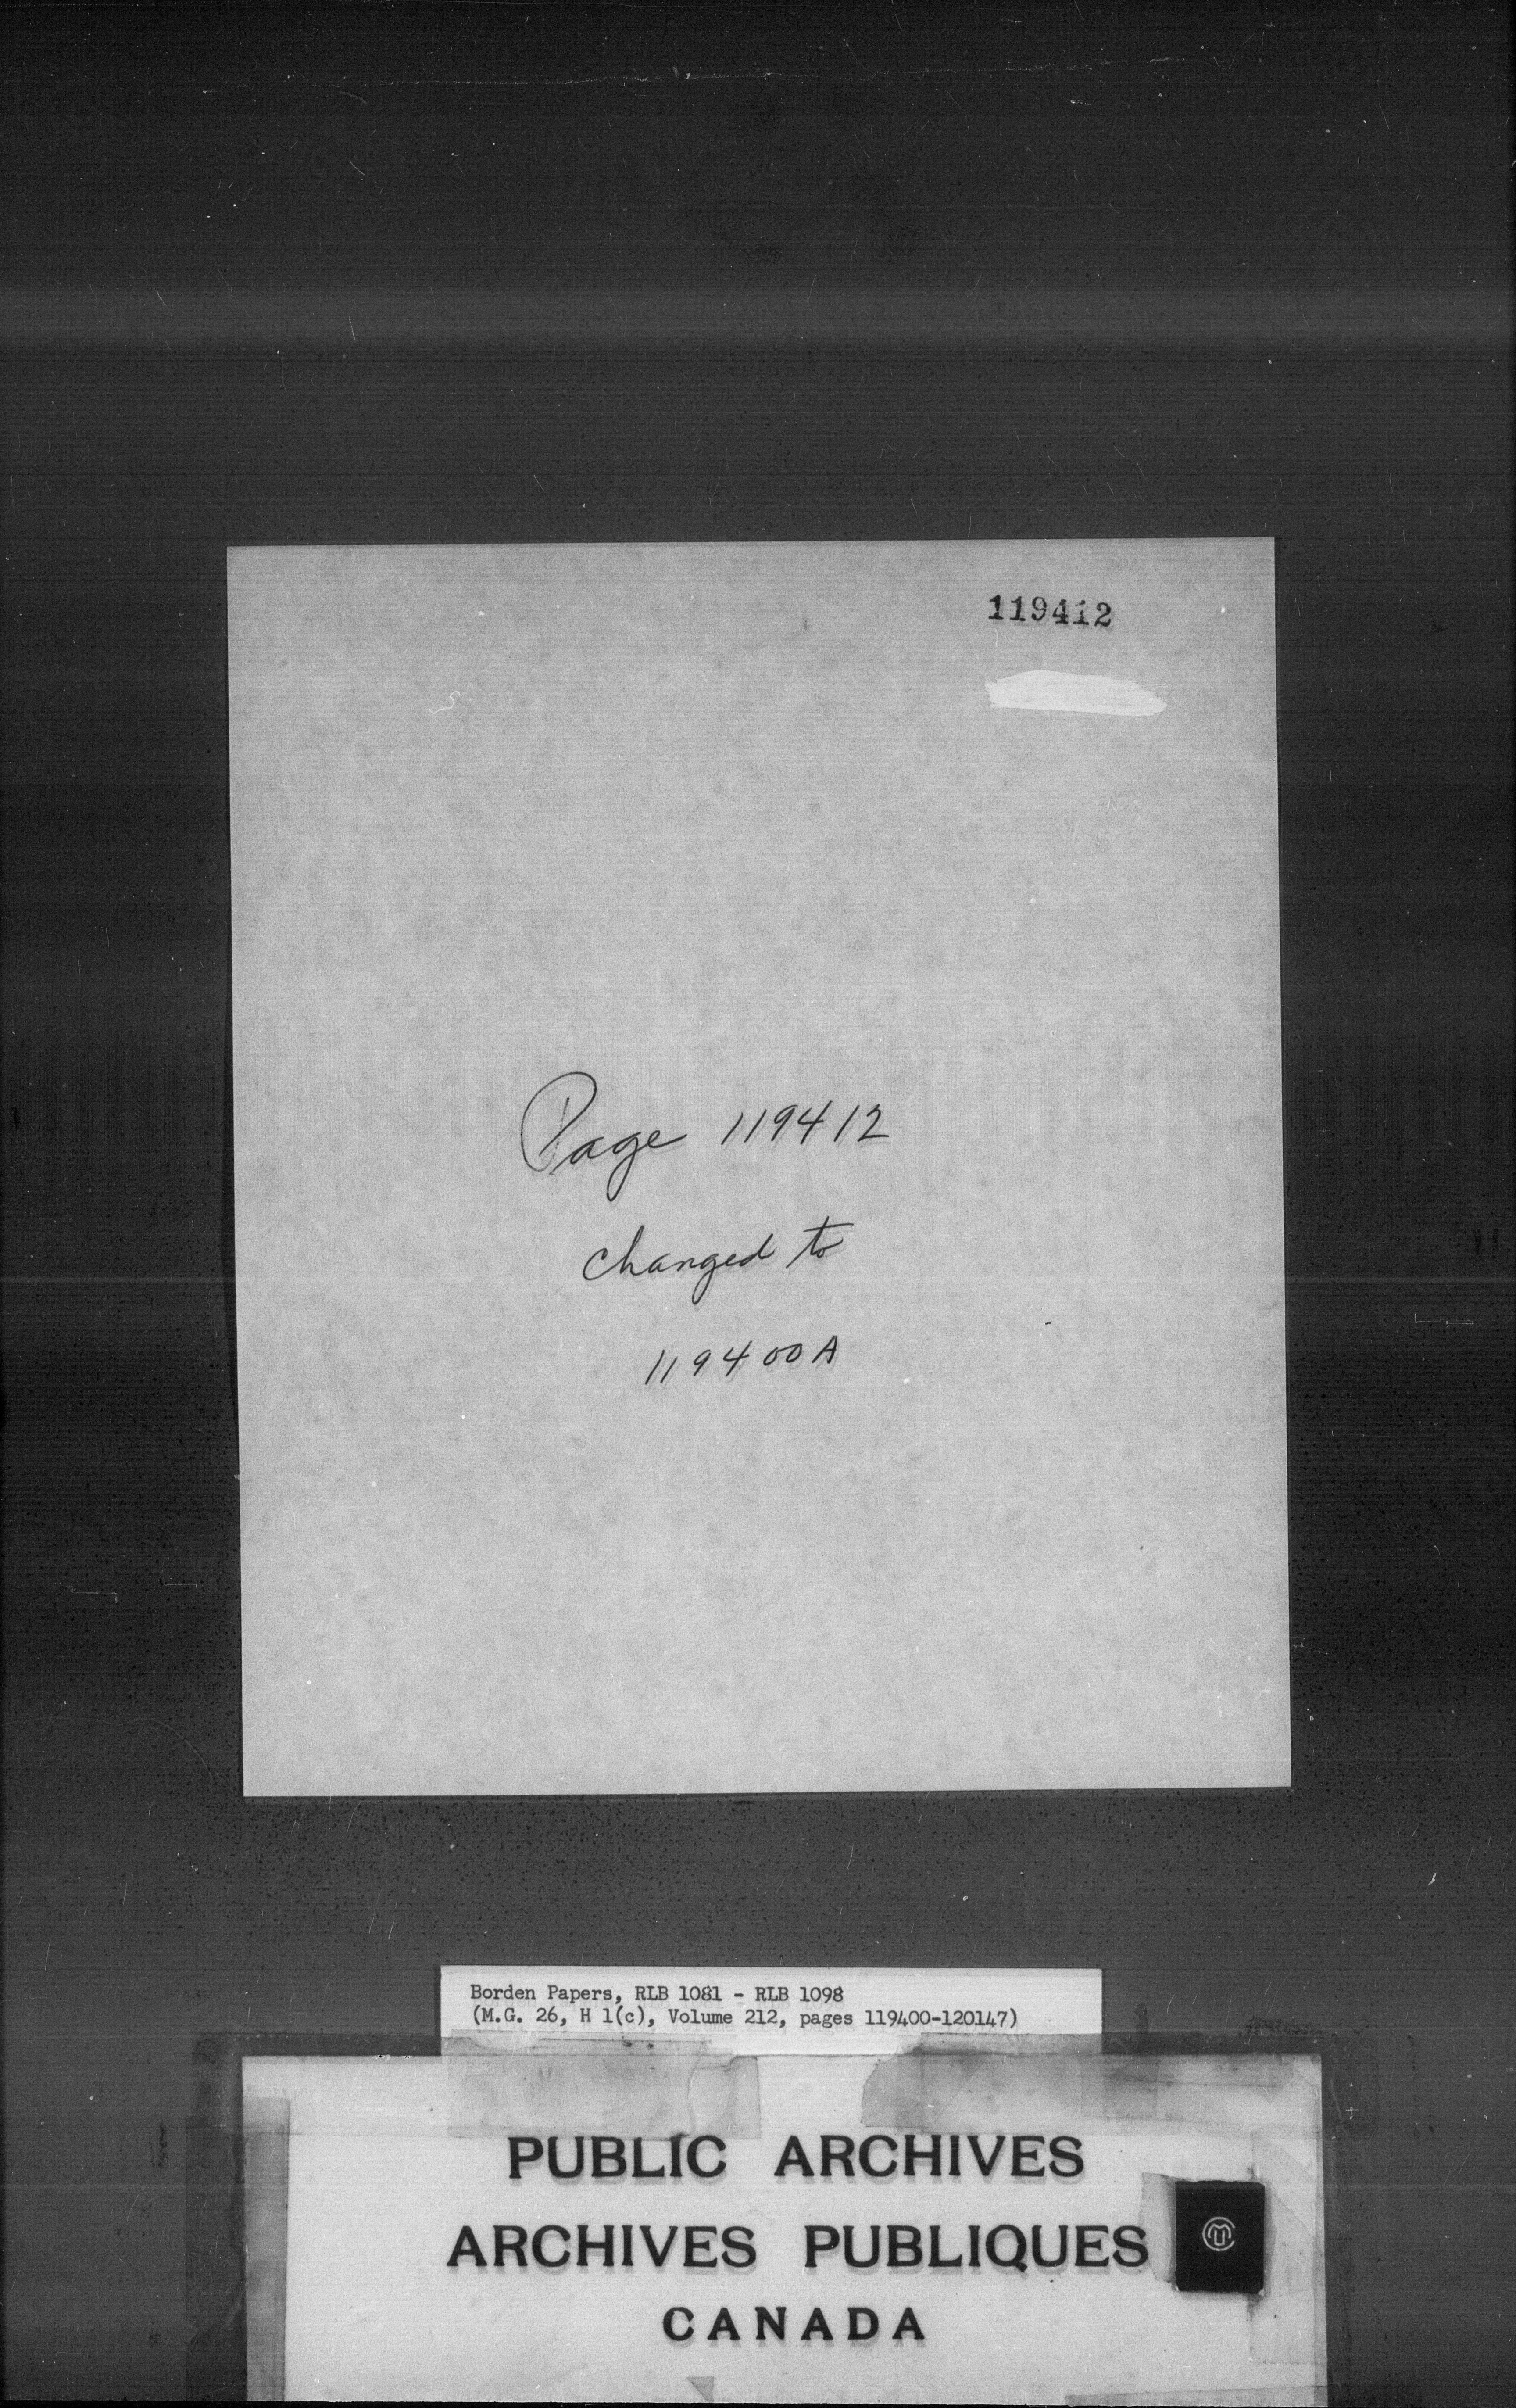 119412
Page 119412
changed to
119400A
Borden Papers, RLB 1081 - RLB 1098
(M.G. 26, H 1(c), Volume 212, pages 119400-120147)
PUBLIC ARCHIVES
ARCHIVES PUBLIQUES
CANADA